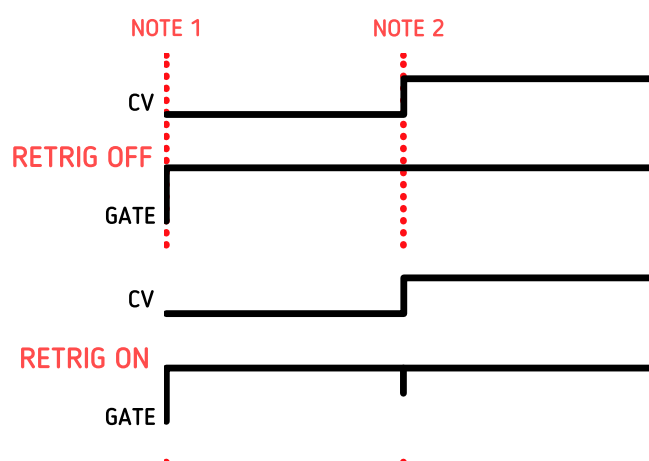 NOTE 1 NOTE 2
CV
RETRIG OFF
GATE
CV
RETRIG ON
GATE